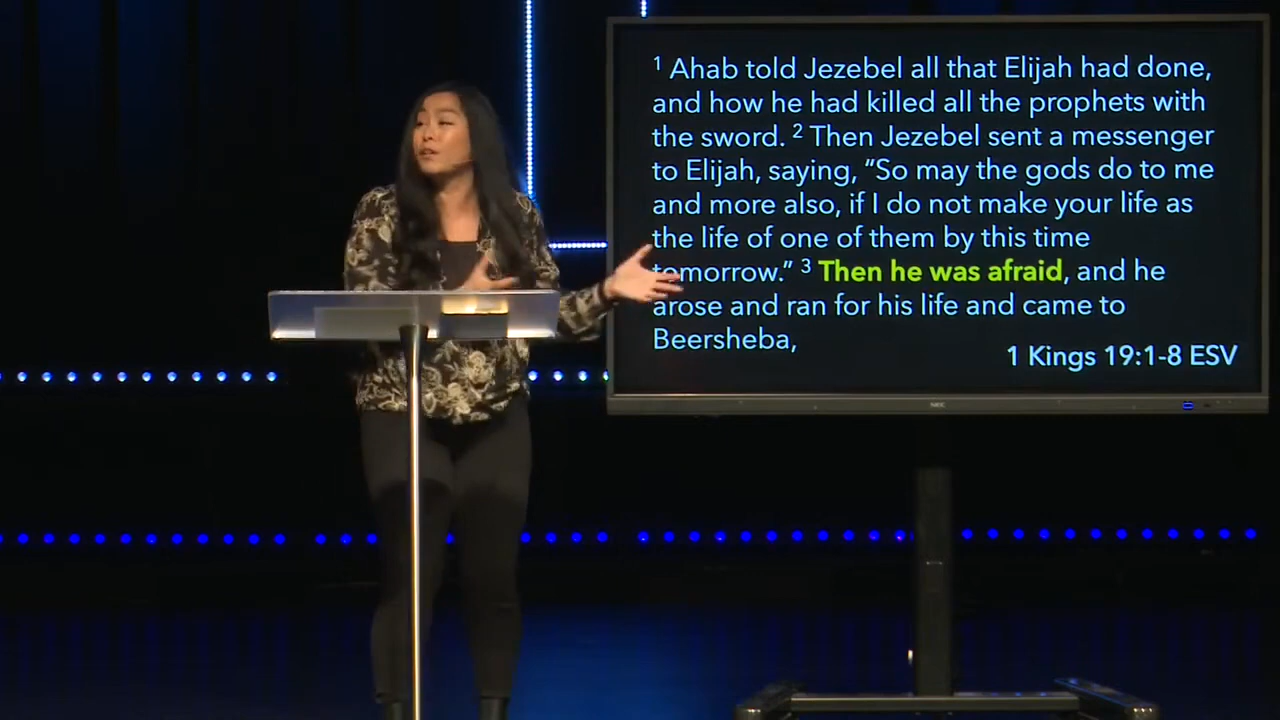 1 Ahab told Jezebel all that Elijah had done,
and how he had killed all the prophets with
the sword. 2 Then Jezebel sent a messenger
to Elijah, saying, "So may the gods do to me
and more also, if I do not make your life as
the life of one of them by this time
tomorrow." 3 Then he was afraid, and he
arose and ran for his life and came to
Beersheba,
1 Kings 19:1-8 ESV
NEC